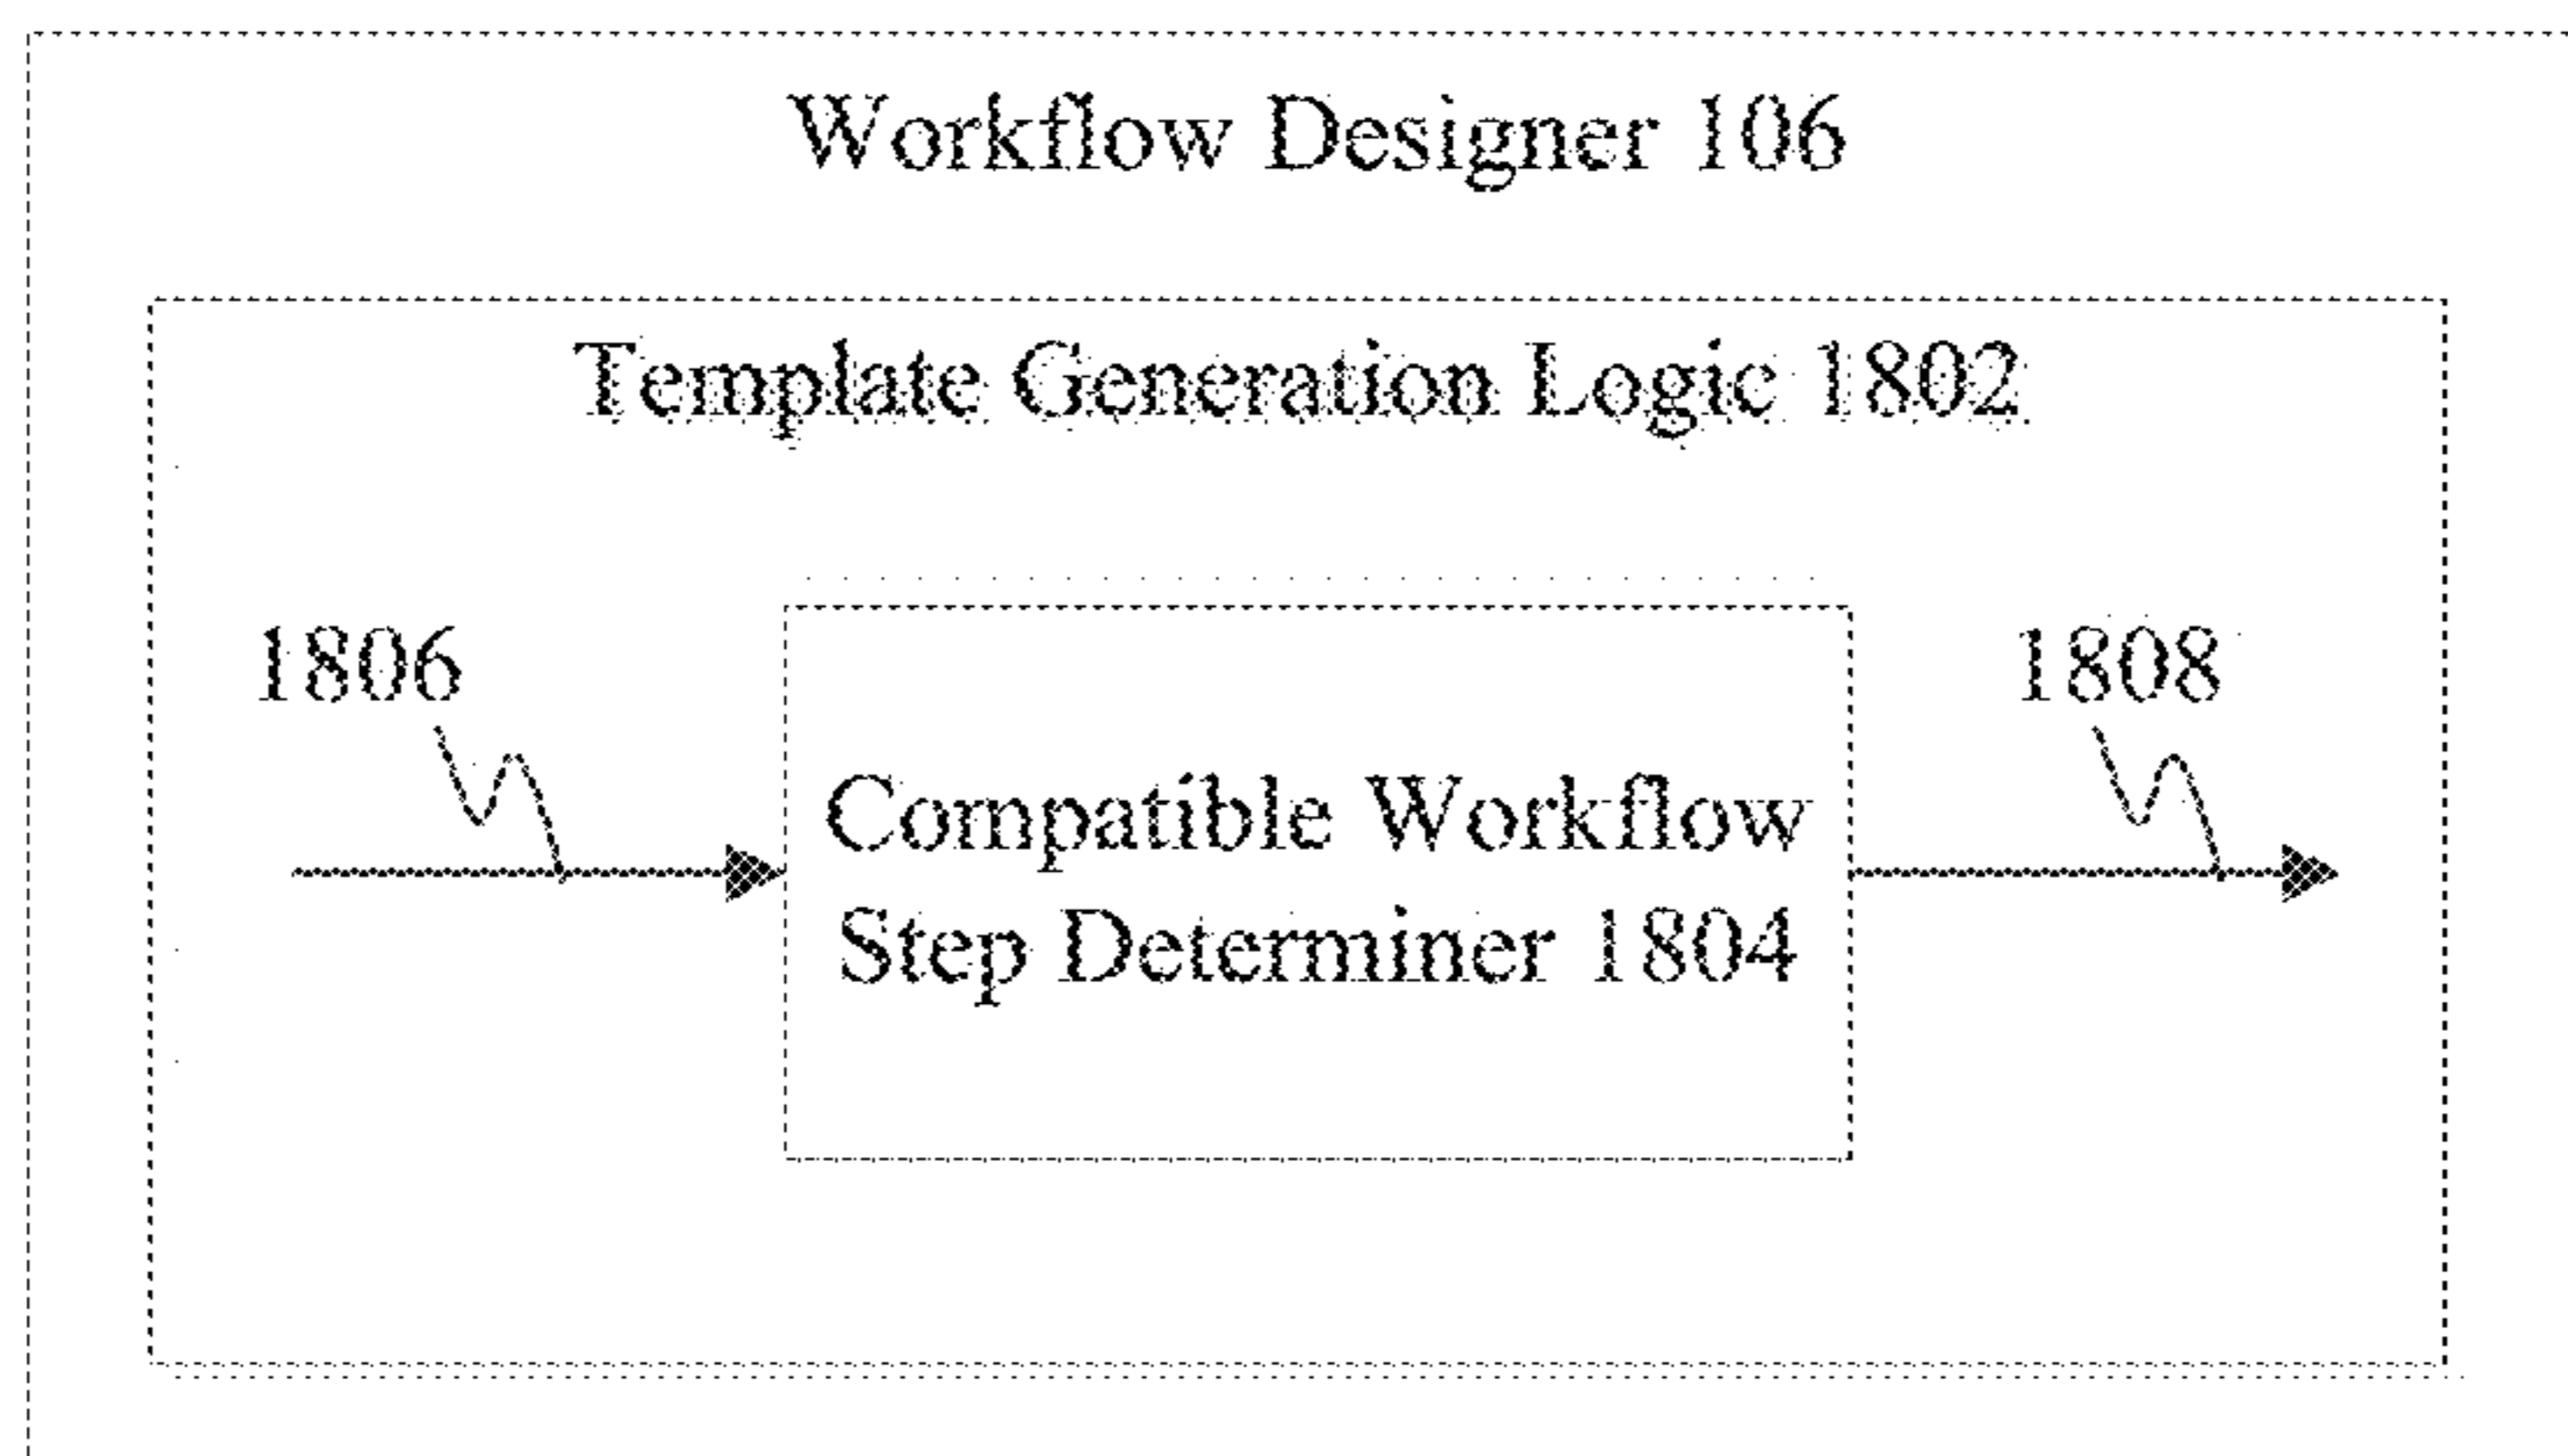 Workflow Designer 106
Template Generation Logic 1802
1806
1808
Compatible Workflow
Step Determiner 1804